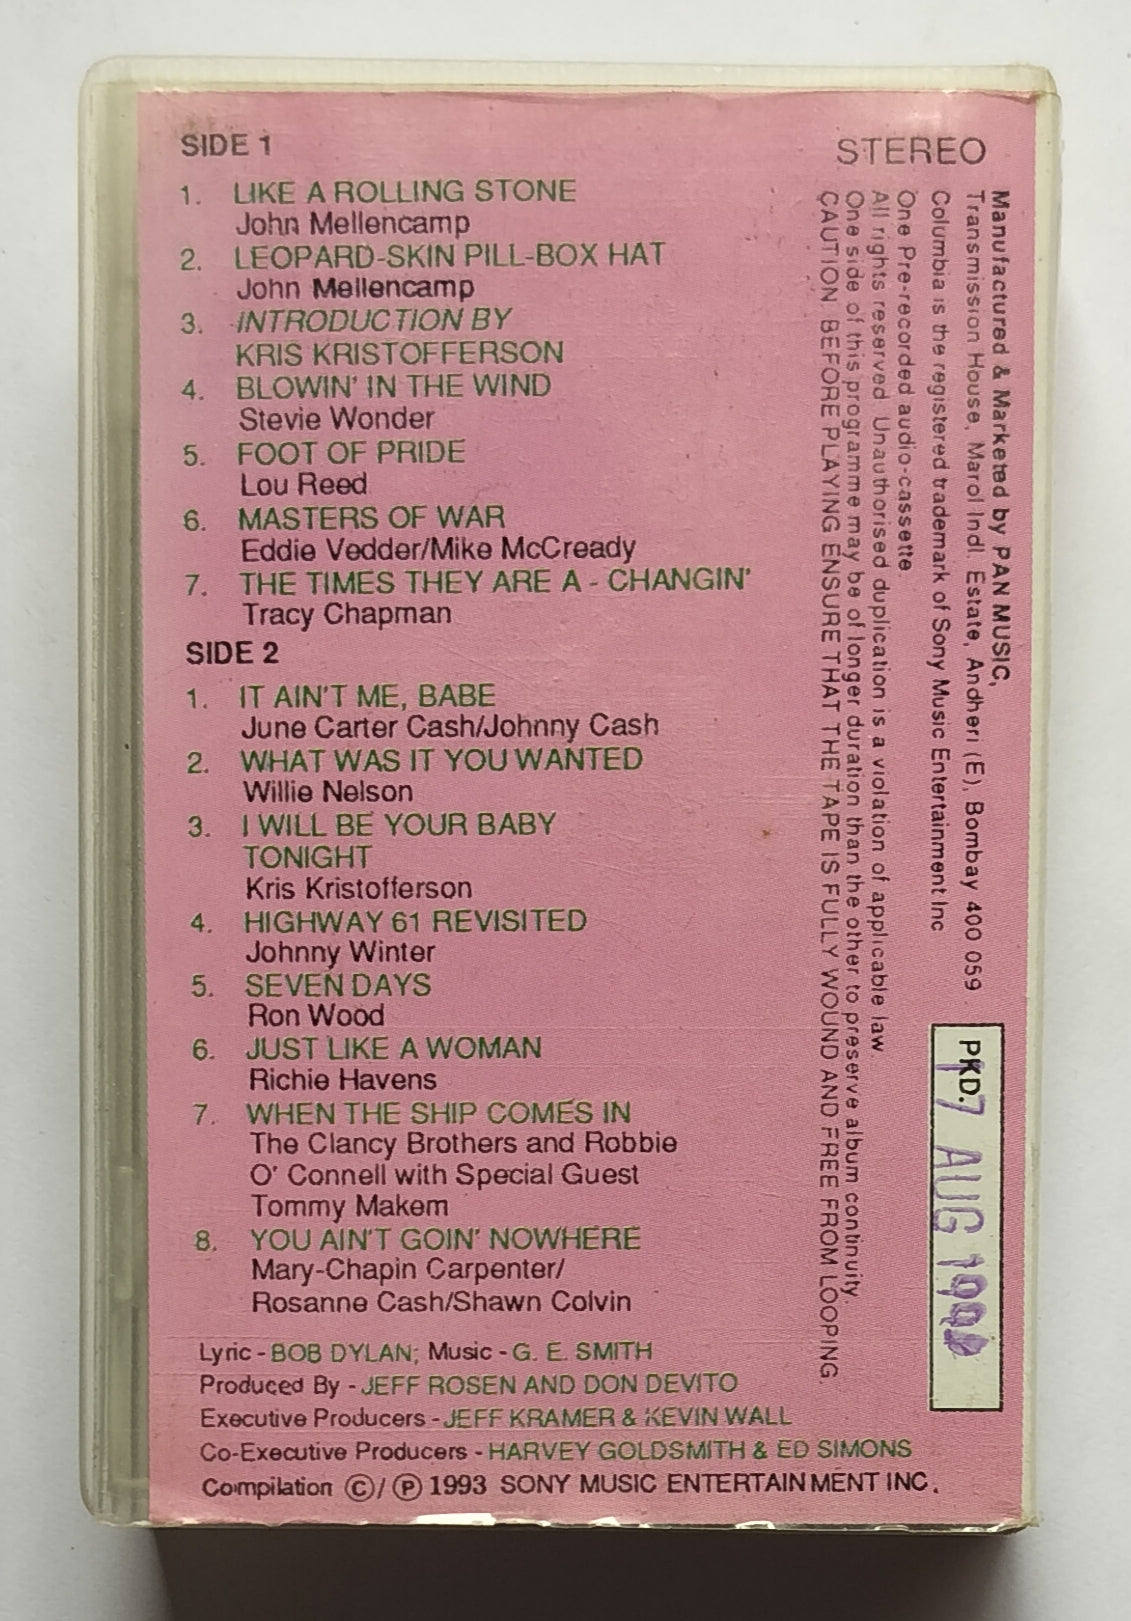 SIDE 1
1. LIKE A ROLLING STONE
John Mellencamp
2. LEOPARD-SKIN PILL-BOX HAT
John Mellencamp
3. INTRODUCTION BY
KRIS KRISTOFFERSON
4. BLOWIN' IN THE WIND
Stevie Wonder
5. FOOT OF PRIDE
Lou Reed
6. MASTERS OF WAR
Eddie Vedder/Mike McCready
7. THE TIMES THEY ARE A - CHANGIN'
Tracy Chapman
SIDE 2
1. IT AIN'T ME, BABE
June Carter Cash/Johnny Cash
2. WHAT WAS IT YOU WANTED
Willie Nelson
3. I WILL BE YOUR BABY
TONIGHT
Kris Kristofferson
4. HIGHWAY 61 REVISITED
Johnny Winter
5. SEVEN DAYS
Ron Wood
6. JUST LIKE A WOMAN
Richie Havens
7. WHEN THE SHIP COMES IN
The Clancy Brothers and Robbie
O' Connell with Special Guest
Tommy Makem
8. YOU AIN'T GOIN' NOWHERE
Mary-Chapin Carpenter/
Rosanne Cash/Shawn Colvin
Lyric - BOB DYLAN; Music - G. E. SMITH
Produced By - JEFF ROSEN AND DON DEVITO
Executive Producers - JEFF KRAMER & KEVIN WALL
Co-Executive Producers - HARVEY GOLDSMITH & ED SIMONS
Compilation ©/℗ 1993 SONY MUSIC ENTERTAINMENT INC.
STEREO
Manufactured & Marketed by PAN MUSIC,
Transmission House, Marol Indl. Estate, Andheri (E), Bombay 400 059
Columbia is the registered trademark of Sony Music Entertainment Inc
One Pre-recorded audio-cassette.
All rights reserved. Unauthorised duplication is a violation of applicable law.
One side of this programme may be of longer duration than the other to preserve album continuity.
CAUTION: BEFORE PLAYING ENSURE THAT THE TAPE IS FULLY WOUND AND FREE FROM LOOPING.
PKD.
17 AUG